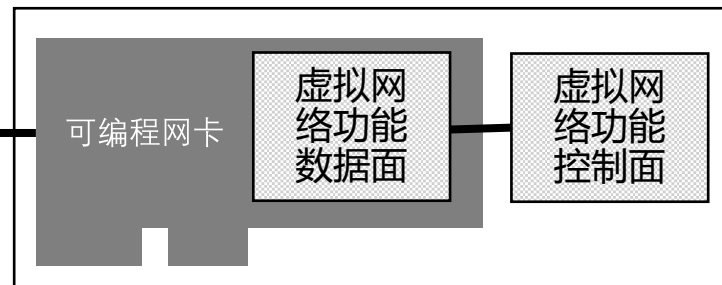 可编程网卡
虚拟网
络功能
数据面
虚拟网
络功能
控制面